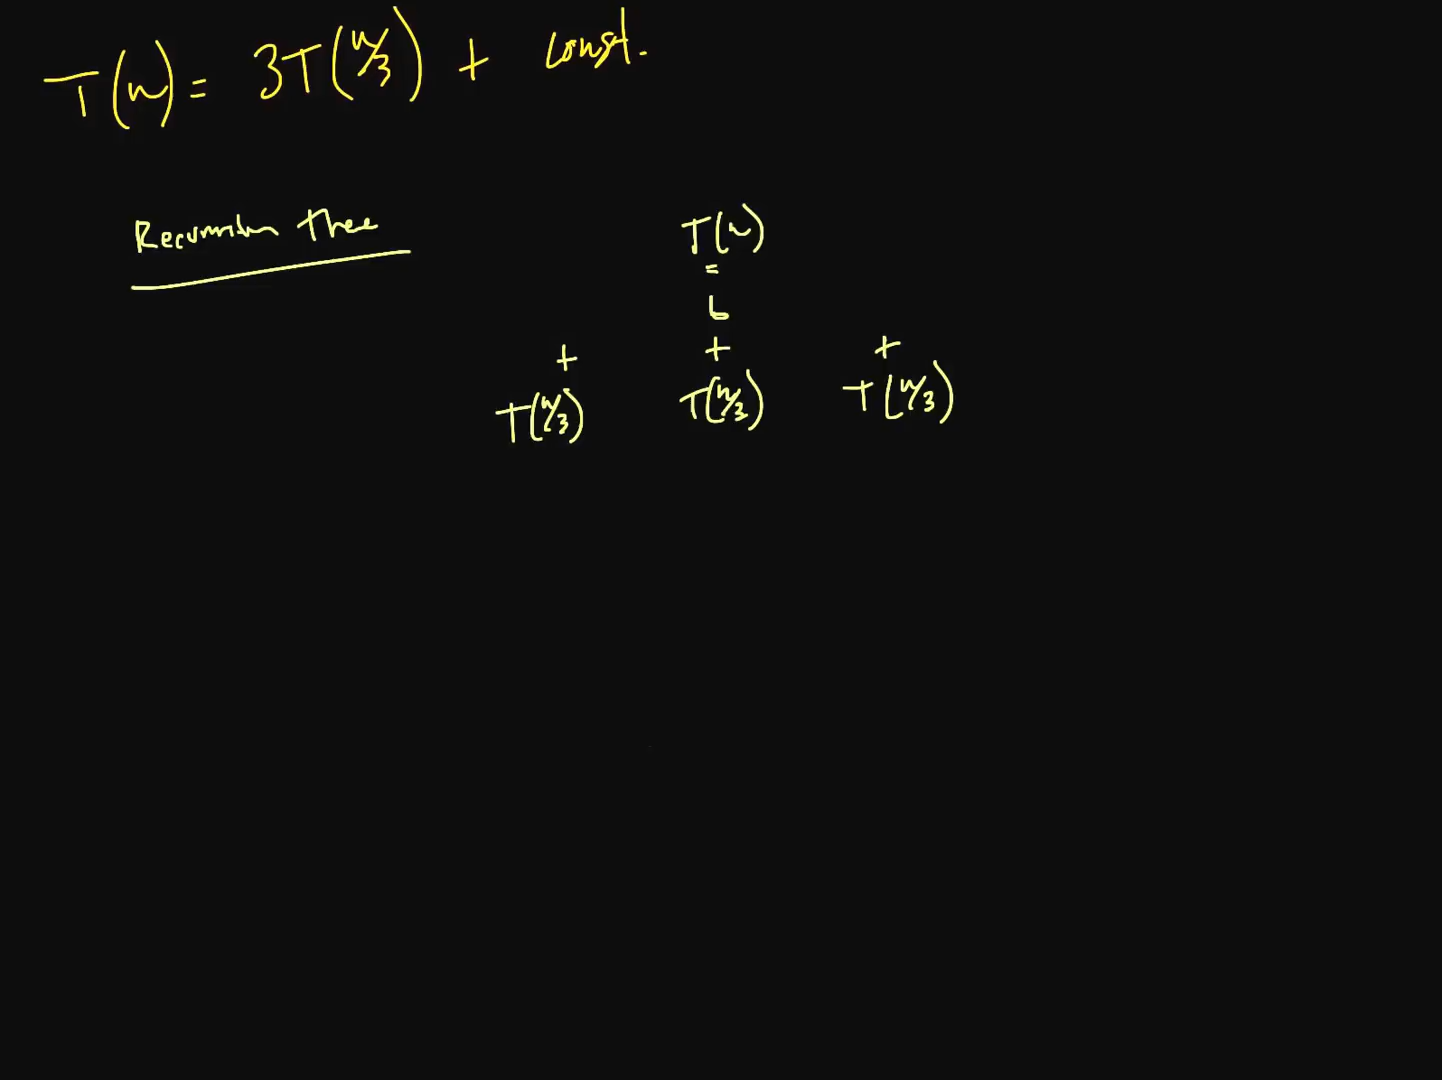 T(n) = 3T(n/3) + const.
Recursion Tree
T(n)
=
b
+ + +
T(n/3) T(n/3) T(n/3)